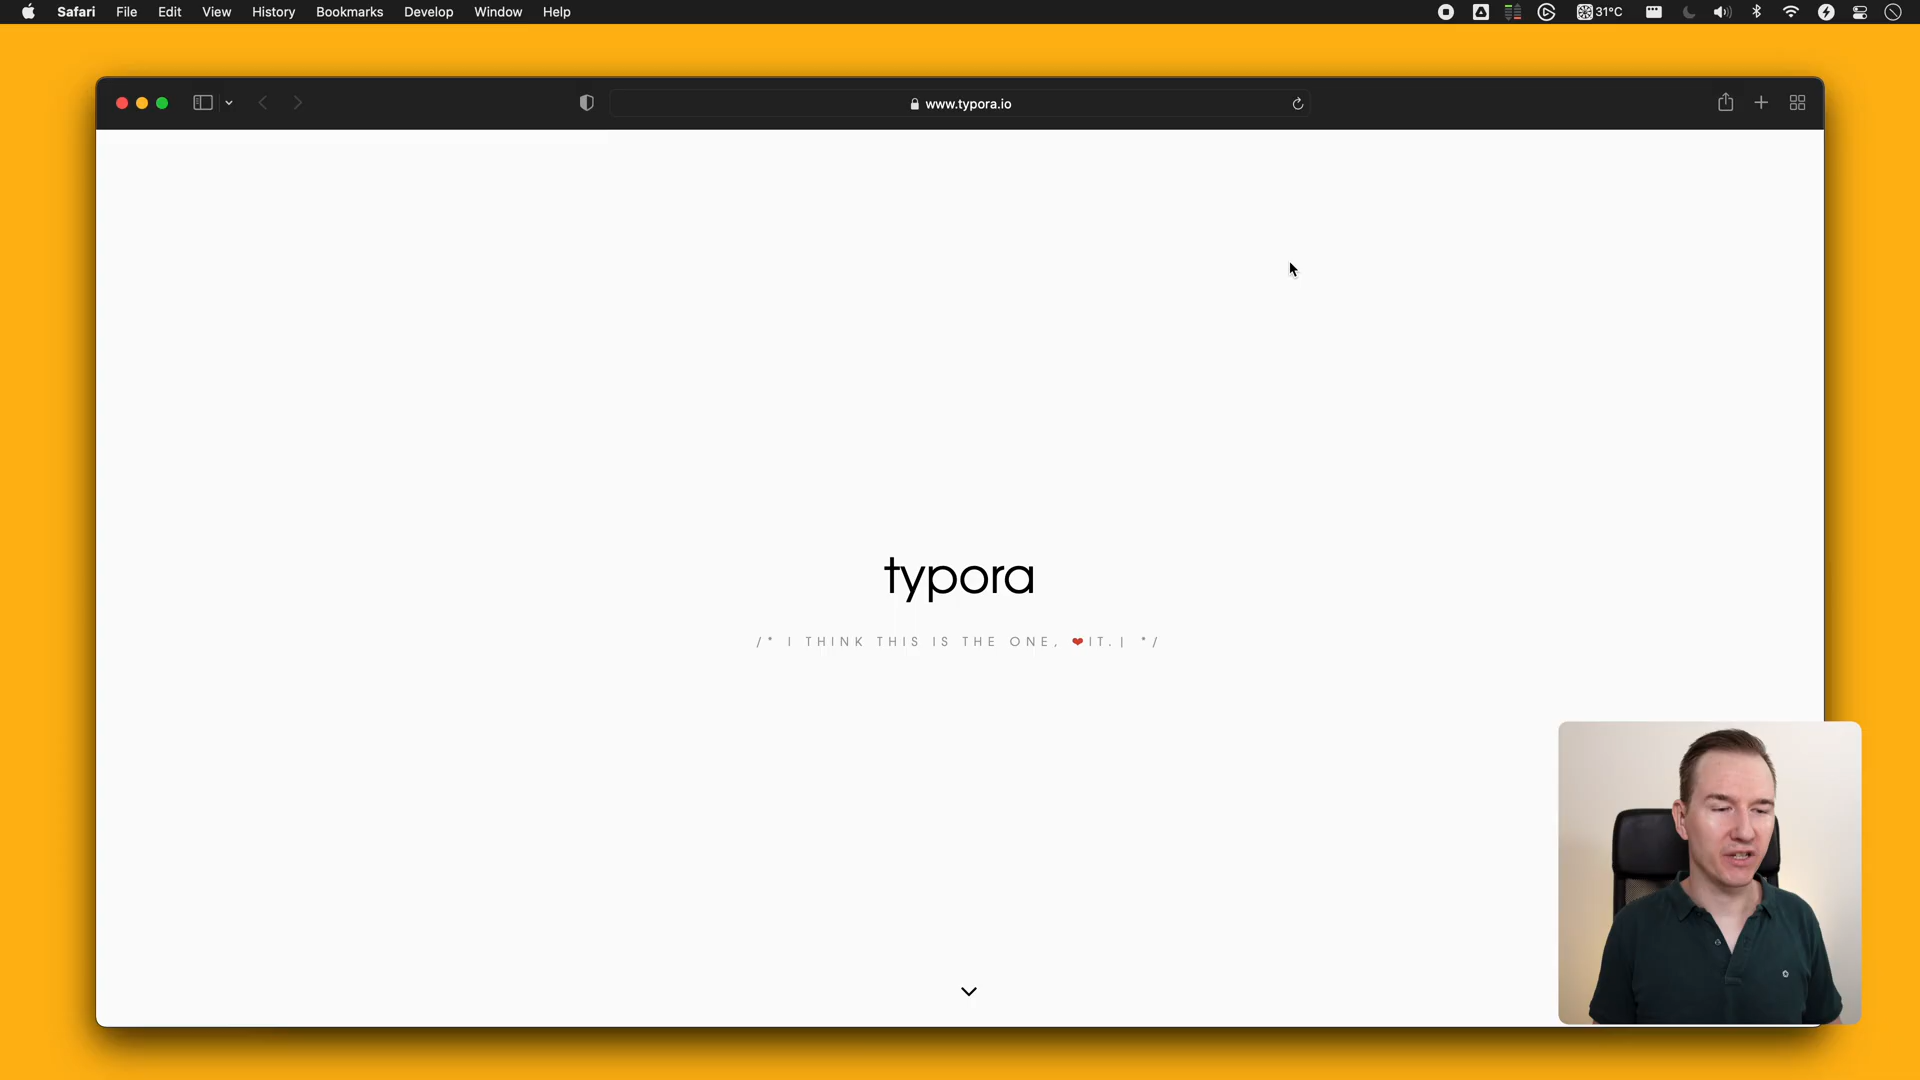 Safari File Edit View History Bookmarks Develop Window Help 31°C
www.typora.io
typora
/* I THINK THIS IS THE ONE, ❤IT.| */